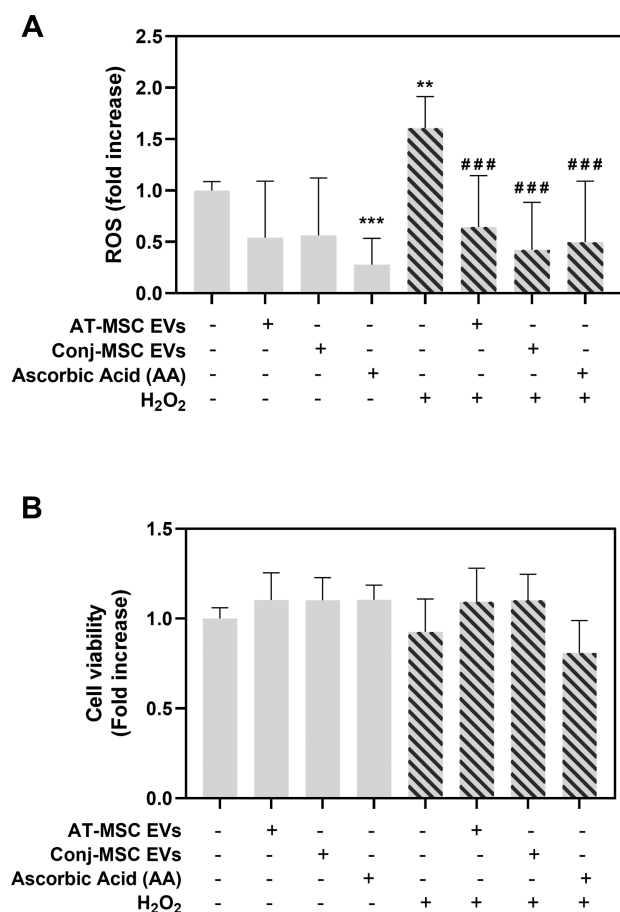 A
2.5
2.0
1.5
1.0
0.5
0.0
ROS (fold increase)
*** ** ### ### ###
AT-MSC EVs - + - - - + - -
Conj-MSC EVs - - + - - - + -
Ascorbic Acid (AA) - - - + - - - +
H₂O₂ - - - - + + + +
B
1.5
1.0
0.5
0.0
Cell viability
(Fold increase)
AT-MSC EVs - + - - - + - -
Conj-MSC EVs - - + - - - + -
Ascorbic Acid (AA) - - - + - - - +
H₂O₂ - - - - + + + +